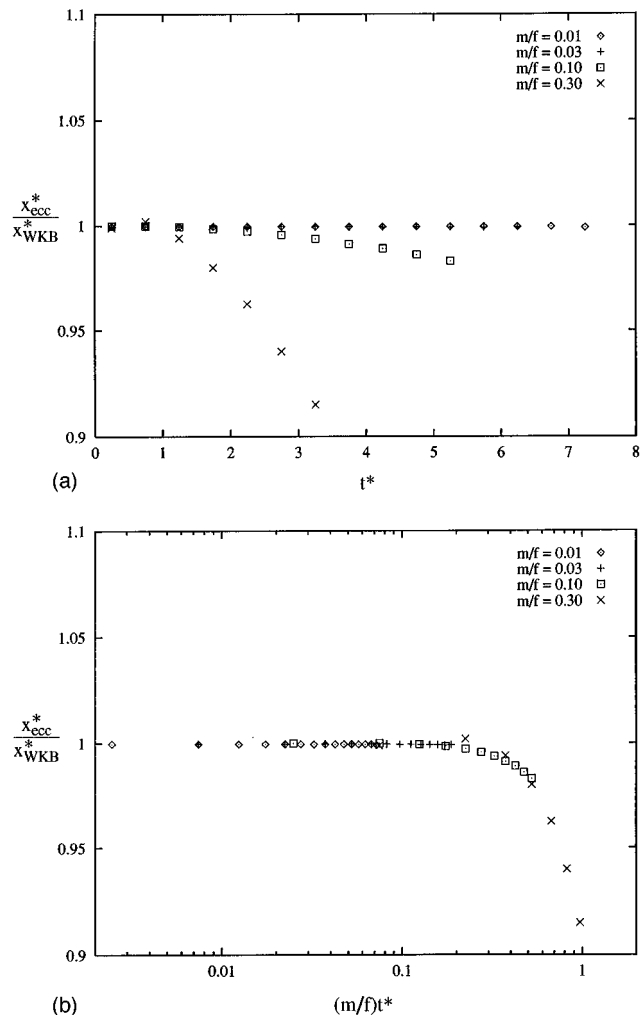 1.1
m/f = 0.01
m/f = 0.03
m/f = 0.10
m/f = 0.30
1.05
x*ecc
x*WKB
1
0.95
0.9
0 1 2 3 4 5 6 7 8
(a)
t*
1.1
m/f = 0.01
m/f = 0.03
m/f = 0.10
m/f = 0.30
1.05
x*ecc
x*WKB
1
0.95
0.9
0.01 0.1 1
(b)
(m/f)t*